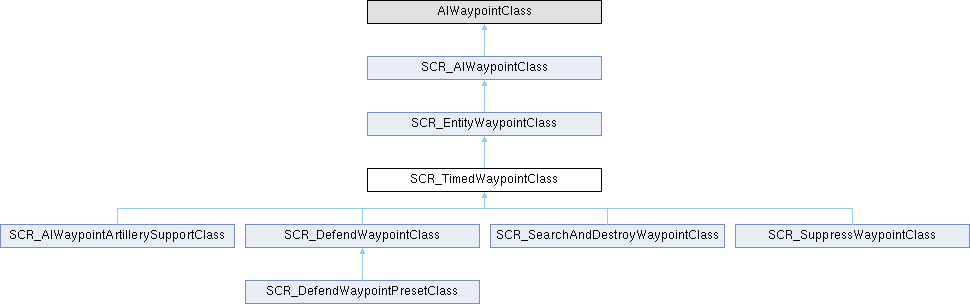 AIWaypointClass
SCR_AIWaypointClass
SCR_EntityWaypointClass
SCR_TimedWaypointClass
SCR_AIWaypointArtillerySupportClass
SCR_DefendWaypointClass
SCR_SearchAndDestroyWaypointClass
SCR_SuppressWaypointClass
SCR_DefendWaypointPresetClass